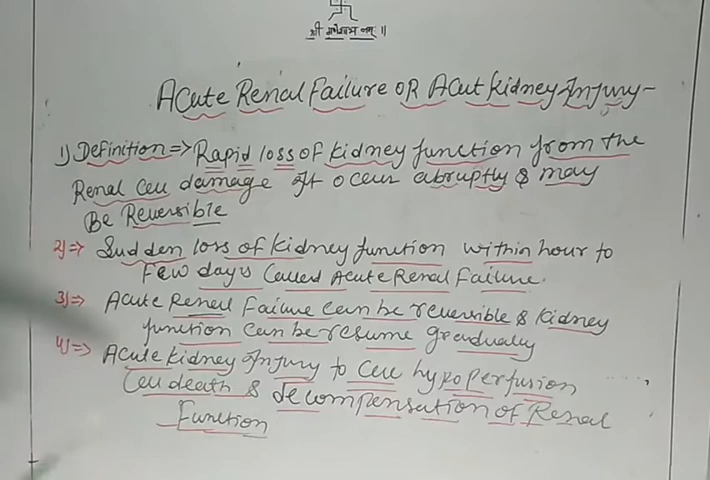 श्री गणेशाय नमः ॥
Acute Renal Failure OR Acut Kidney Injury -
1) Definition => Rapid loss of kidney function from the
Renal Cell damage It occur abruptly & may
Be Reversible
2) => Sudden loss of kidney function within hour to
Few days Called Acute Renal Failure.
3) => Acute Renal Failure can be reversible & kidney
function can be resume gradually
4) => Acute kidney Injury to Cell hypoperfusion
Cell death & decompensation of Renal
Function